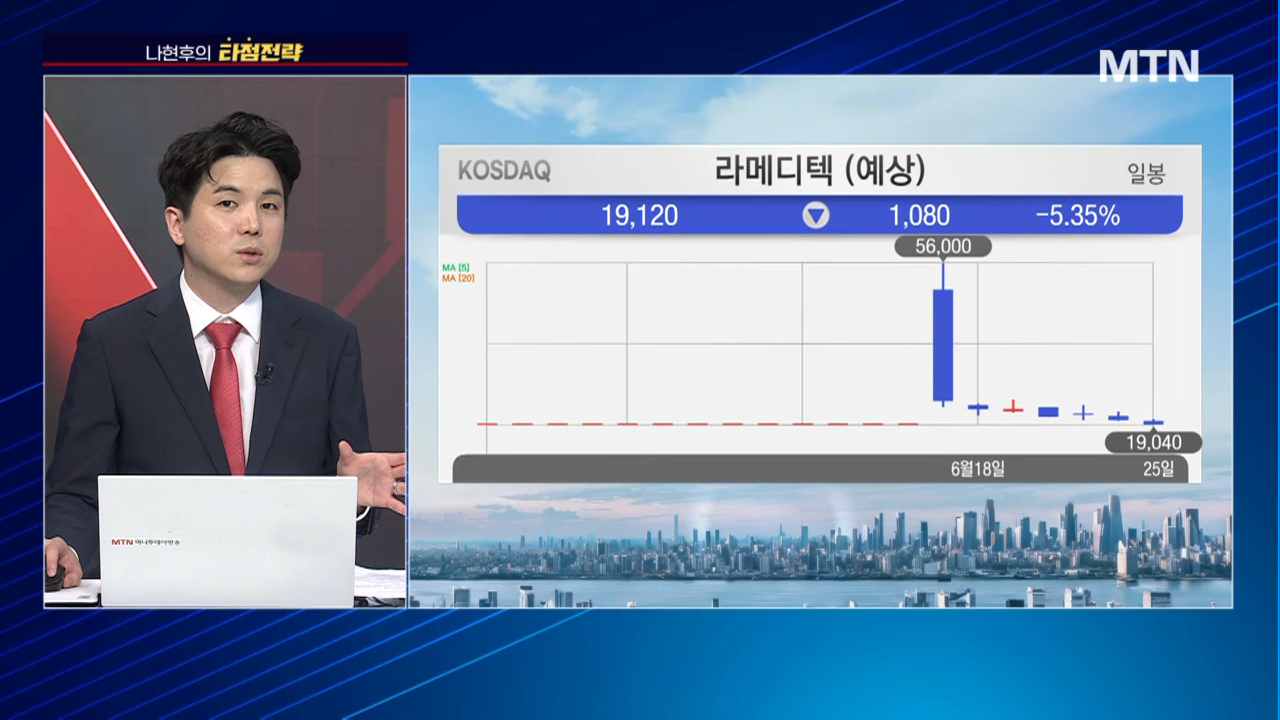 나현후의 타점전략
MTN
KOSDAQ 라메디텍 (예상) 일봉
19,120 ▼ 1,080 -5.35%
56,000
MA [5]
MA [20]
19,040
6월18일 25일
MTN 머니투데이방송